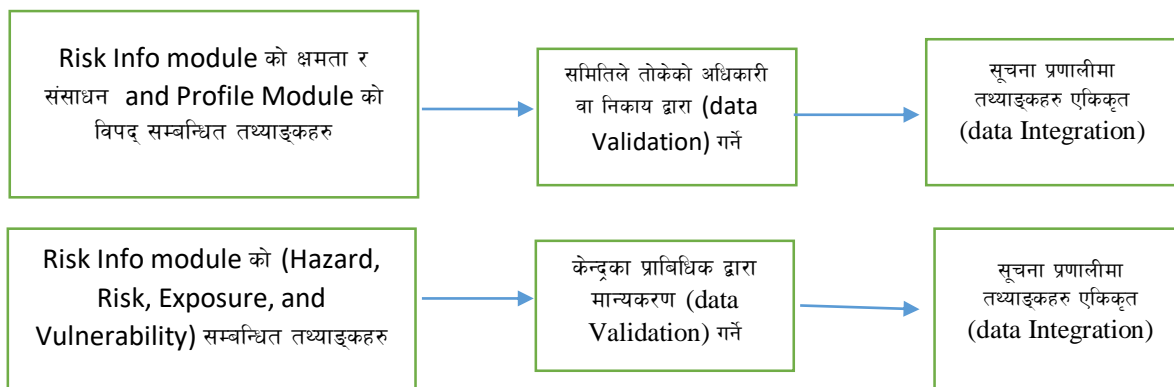 Risk Info module को क्षमता र
संसाधन and Profile Module को
विपद् सम्बन्धित तथ्याङ्कहरु
समितिले तोकेको अधिकारी
वा निकाय द्वारा (data
Validation) गर्ने
सूचना प्रणालीमा
तथ्याङ्कहरु एकिकृत
(data Integration)
Risk Info module को (Hazard,
Risk, Exposure, and
Vulnerability) सम्बन्धित तथ्याङ्कहरु
केन्द्रका प्राबिधिक द्वारा
मान्यकरण (data
Validation) गर्ने
सूचना प्रणालीमा
तथ्याङ्कहरु एकिकृत
(data Integration)